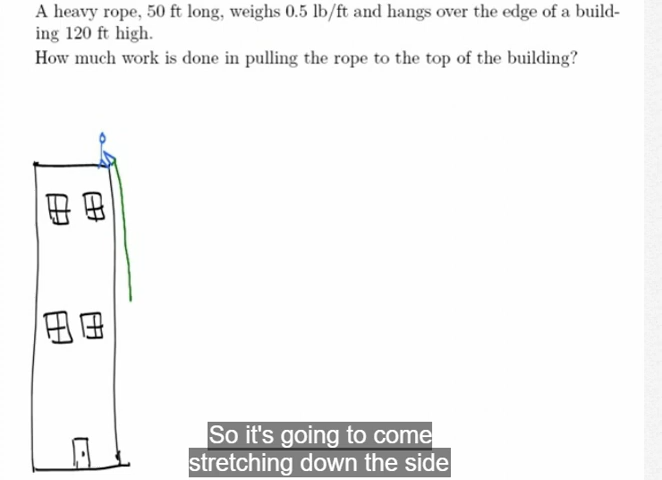 A heavy rope, 50 ft long, weighs 0.5 lb/ft and hangs over the edge of a build-
ing 120 ft high.
How much work is done in pulling the rope to the top of the building?
So it's going to come
stretching down the side